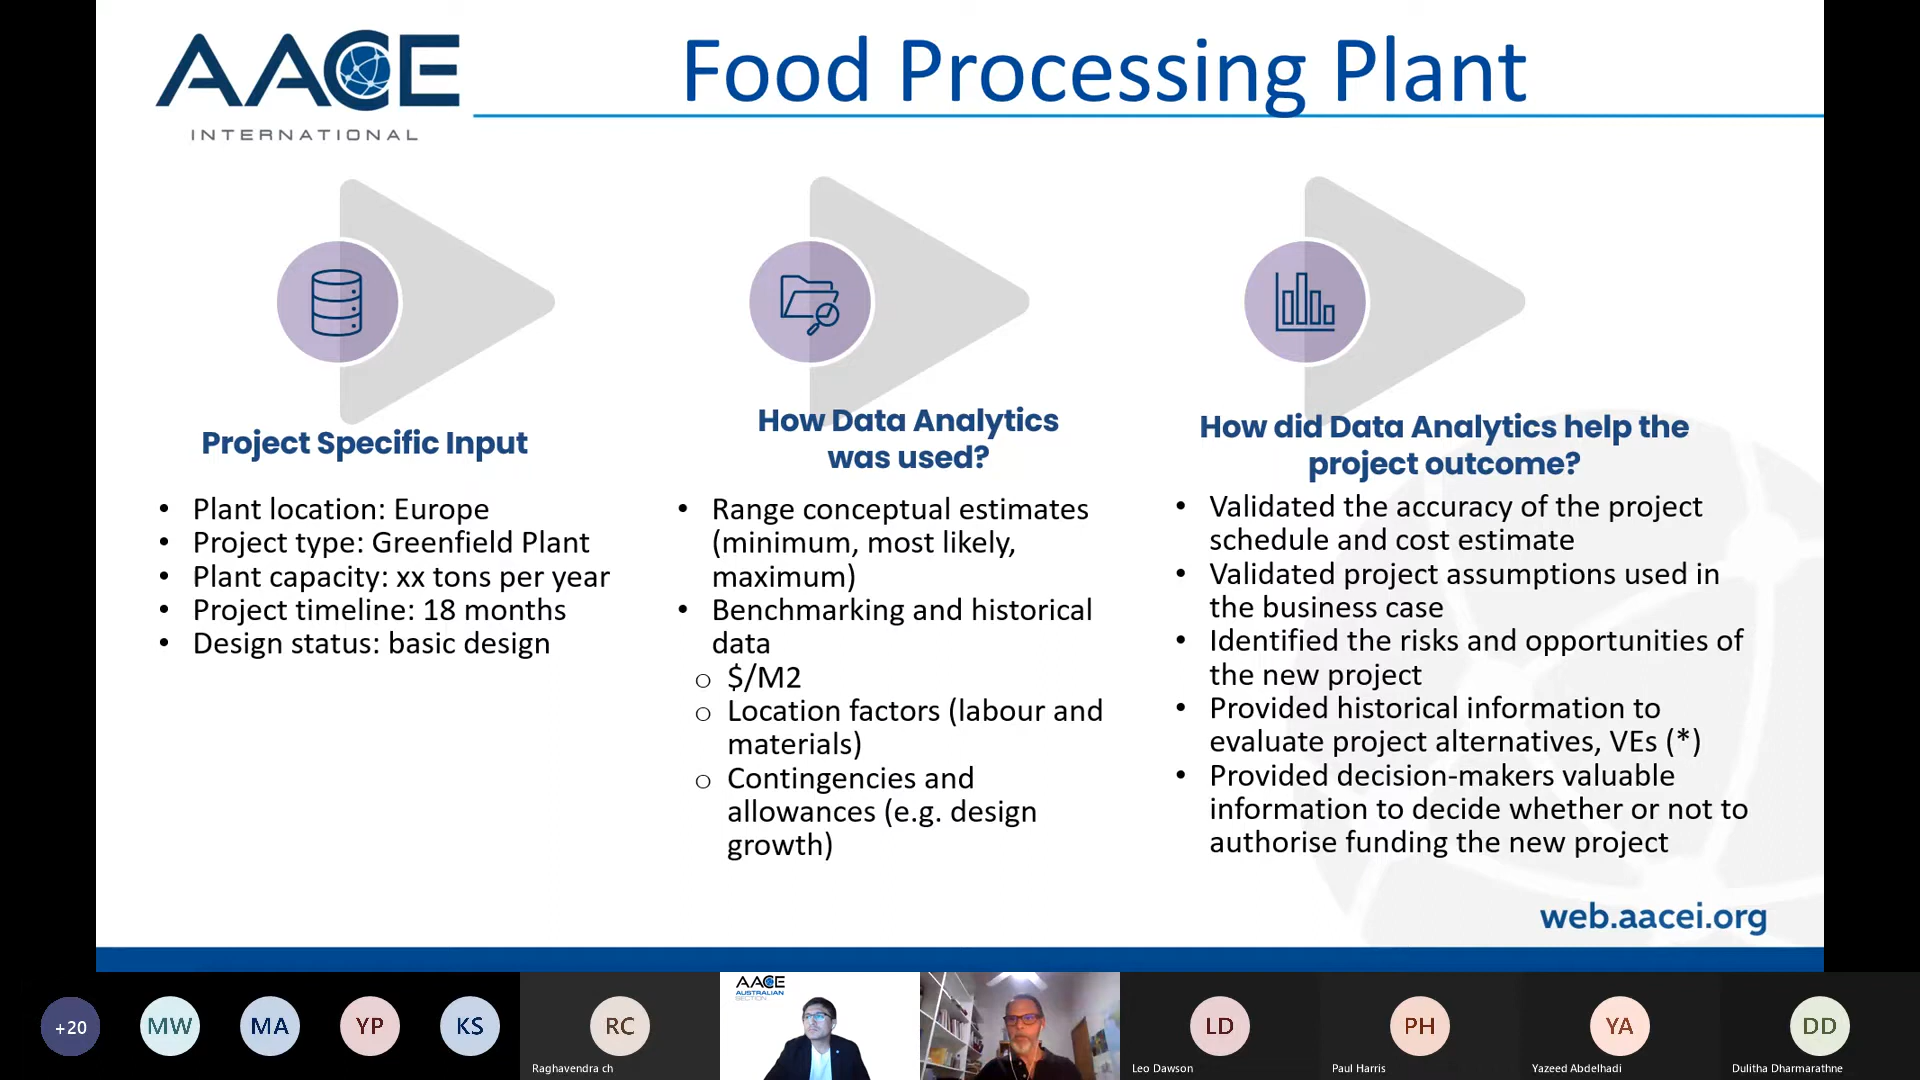 AACE
INTERNATIONAL
Food Processing Plant
Project Specific Input
• Plant location: Europe
• Project type: Greenfield Plant
• Plant capacity: xx tons per year
• Project timeline: 18 months
• Design status: basic design
How Data Analytics
was used?
• Range conceptual estimates
(minimum, most likely,
maximum)
• Benchmarking and historical
data
o $/M2
o Location factors (labour and
materials)
o Contingencies and
allowances (e.g. design
growth)
How did Data Analytics help the
project outcome?
• Validated the accuracy of the project
schedule and cost estimate
• Validated project assumptions used in
the business case
• Identified the risks and opportunities of
the new project
• Provided historical information to
evaluate project alternatives, VEs (*)
• Provided decision-makers valuable
information to decide whether or not to
authorise funding the new project
web.aacei.org
+20
MW
MA
YP
KS
RC
Raghavendra ch
AACE
AUSTRALIAN
SECTION
LD
Leo Dawson
PH
Paul Harris
YA
Yazeed Abdelhadi
DD
Dulitha Dharmarathne